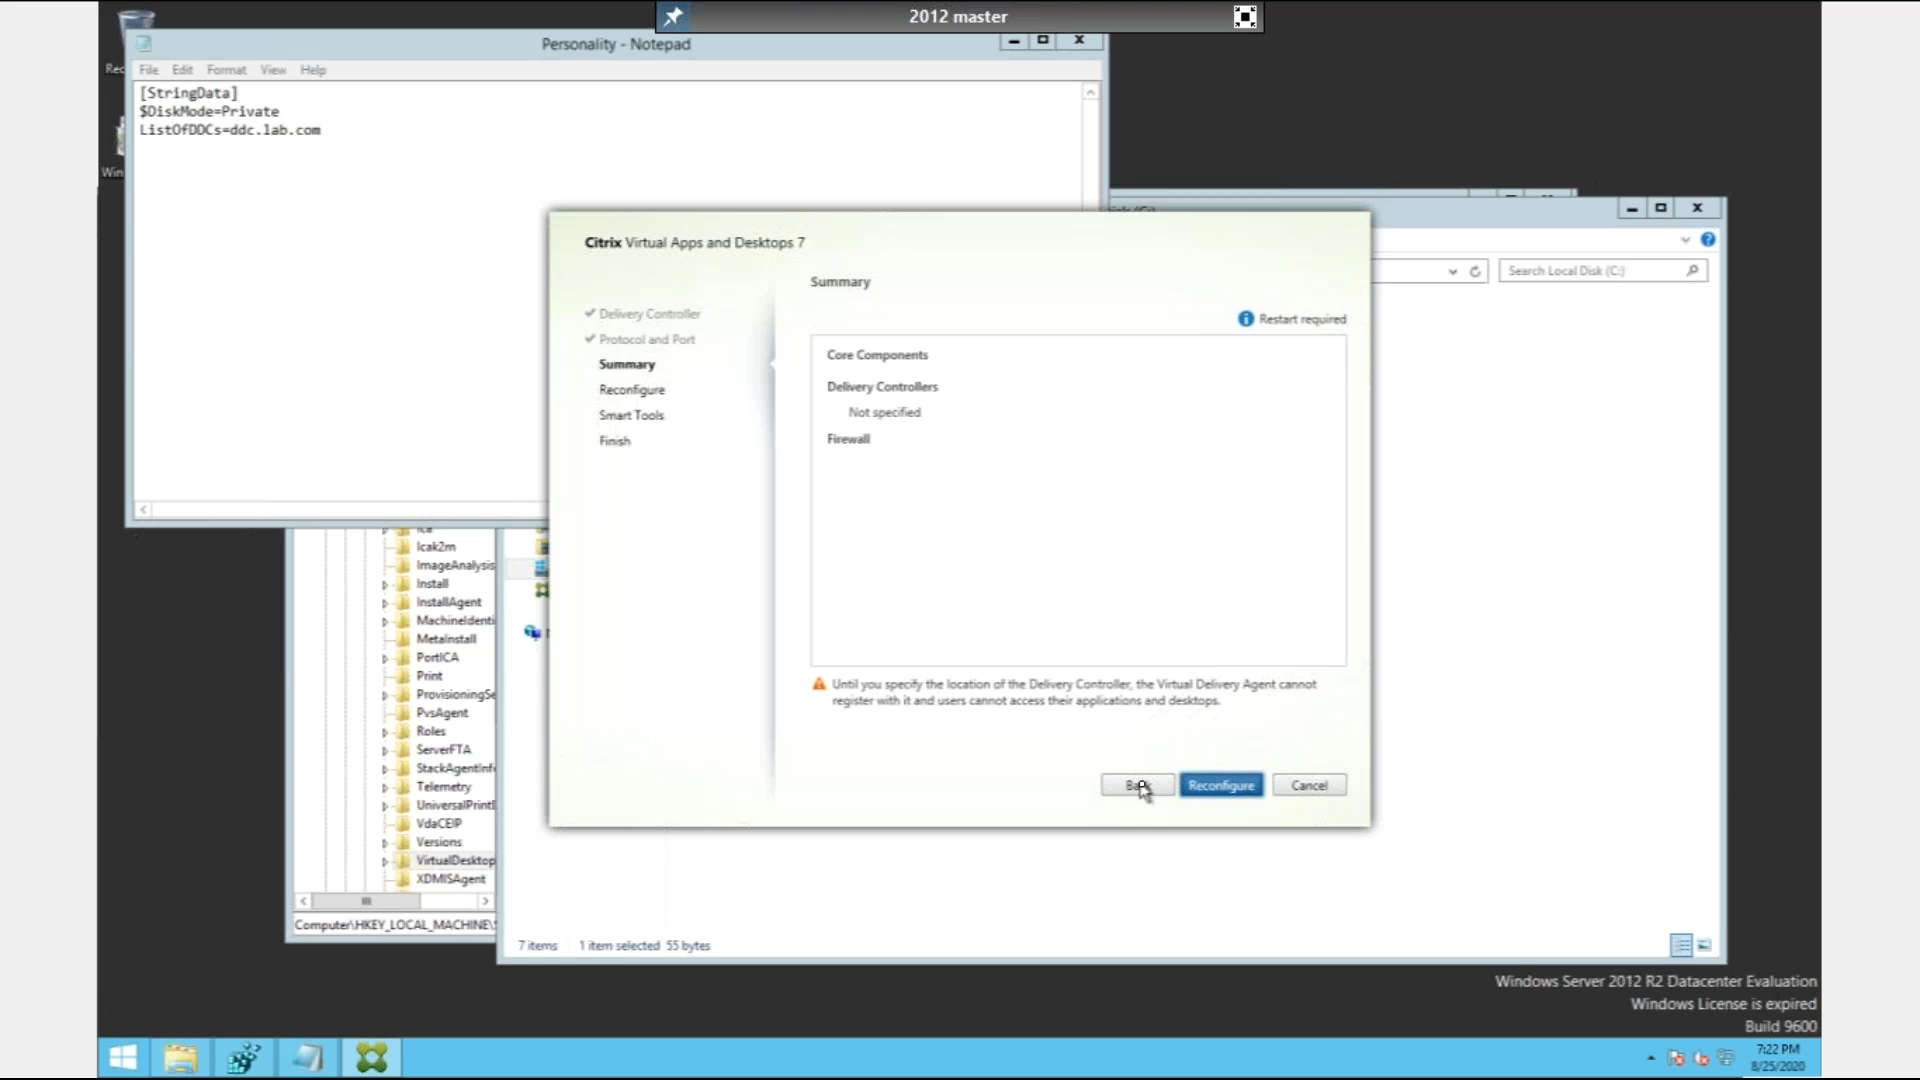 2012 master
Rec
Win
Personality - Notepad
File Edit Format View Help
[StringData]
$DiskMode=Private
ListOfDDCs=ddc.lab.com
Search Local Disk (C:)
Citrix Virtual Apps and Desktops 7
Delivery Controller
Protocol and Port
Summary
Reconfigure
Smart Tools
Finish
Summary
Restart required
Core Components
Delivery Controllers
Not specified
Firewall
Until you specify the location of the Delivery Controller, the Virtual Delivery Agent cannot
register with it and users cannot access their applications and desktops.
Back
Reconfigure
Cancel
Ica
Icak2m
ImageAnalysis
Install
InstallAgent
MachineIdenti
MetaInstall
PortICA
Print
ProvisioningSe
PvsAgent
Roles
ServerFTA
StackAgentInf
Telemetry
UniversalPrint
VdaCEIP
Versions
VirtualDesktop
XDMISAgent
Computer\HKEY_LOCAL_MACHINE\
7 items 1 item selected 55 bytes
Windows Server 2012 R2 Datacenter Evaluation
Windows License is expired
Build 9600
7:22 PM
8/25/2020